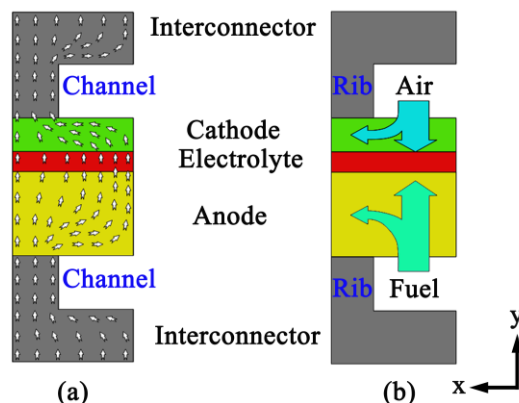 Interconnector
Channel
Rib
Air
Cathode
Electrolyte
Anode
Channel
Rib
Fuel
Interconnector
y
x
(a)
(b)